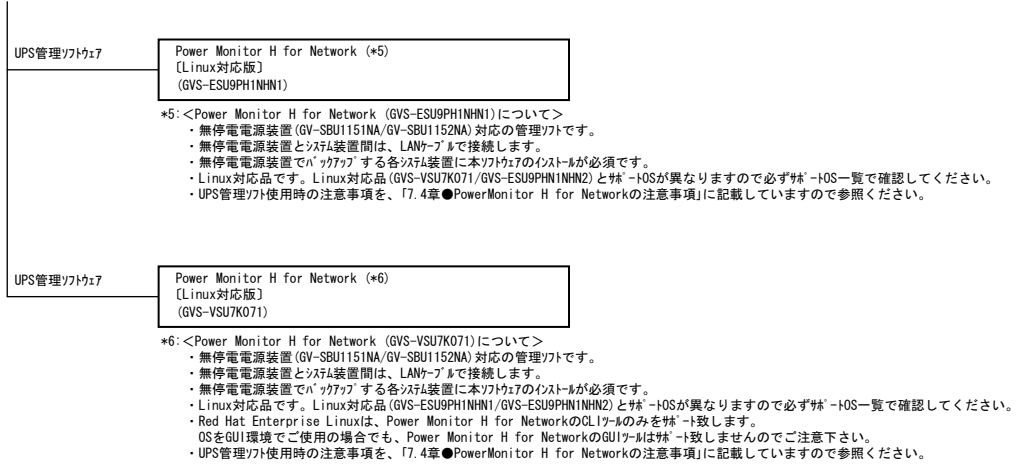 UPS管理ソフトウェア
Power Monitor H for Network (*5)
〔Linux対応版〕
(GVS-ESU9PH1NHN1)
*5:＜Power Monitor H for Network (GVS-ESU9PH1NHN1)について＞
・無停電電源装置(GV-SBU1151NA/GV-SBU1152NA)対応の管理ソフトです。
・無停電電源装置とシステム装置間は、LANケーブルで接続します。
・無停電電源装置でバックアップする各システム装置に本ソフトウェアのインストールが必須です。
・Linux対応品です。Linux対応品(GVS-VSU7K071/GVS-ESU9PHN1NHN2)とサポートOSが異なりますので必ずサポートOS一覧で確認してください。
・UPS管理ソフト使用時の注意事項を、「7.4章●PowerMonitor H for Networkの注意事項」に記載していますので参照ください。
UPS管理ソフトウェア
Power Monitor H for Network (*6)
〔Linux対応版〕
(GVS-VSU7K071)
*6:＜Power Monitor H for Network (GVS-VSU7K071)について＞
・無停電電源装置(GV-SBU1151NA/GV-SBU1152NA)対応の管理ソフトです。
・無停電電源装置とシステム装置間は、LANケーブルで接続します。
・無停電電源装置でバックアップする各システム装置に本ソフトウェアのインストールが必須です。
・Linux対応品です。Linux対応品(GVS-ESU9PH1NHN1/GVS-ESU9PHN1NHN2)とサポートOSが異なりますので必ずサポートOS一覧で確認してください。
・Red Hat Enterprise Linuxは、Power Monitor H for NetworkのCLIツールのみをサポート致します。
OSをGUI環境でご使用の場合でも、Power Monitor H for NetworkのGUIツールはサポート致しませんのでご注意下さい。
・UPS管理ソフト使用時の注意事項を、「7.4章●PowerMonitor H for Networkの注意事項」に記載していますので参照ください。